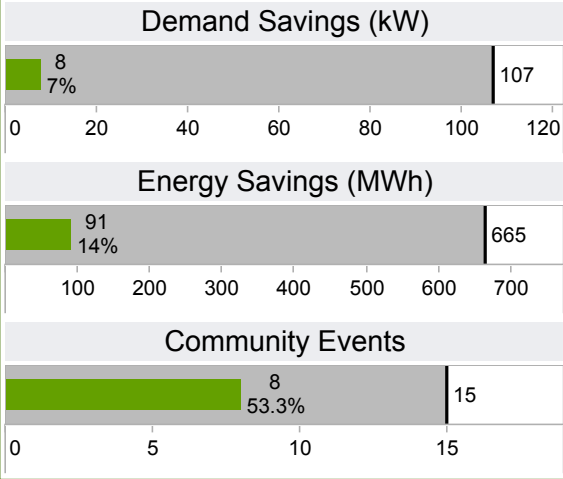 Demand Savings (kW)
8
7%
107
0 20 40 60 80 100 120
Energy Savings (MWh)
91
14%
665
100 200 300 400 500 600 700
Community Events
8
53.3%
15
0 5 10 15